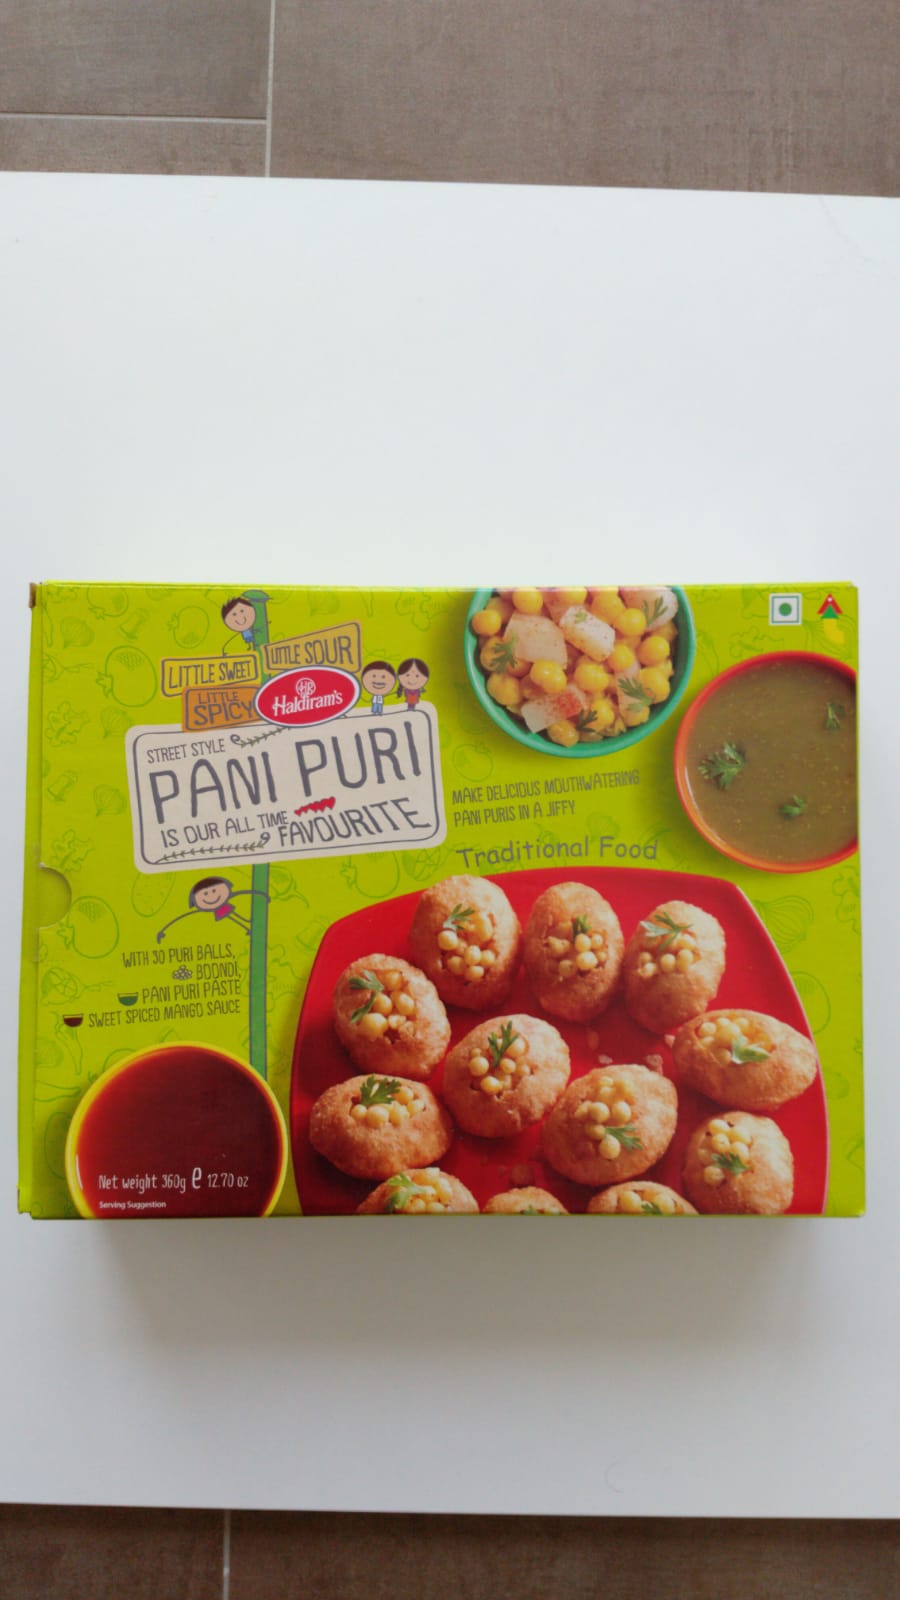 LITTLE SWEET
LITTLE SOUR
LITTLE
SPICY
HR
Haldiram's
STREET STYLE
PANI PURI
IS OUR ALL TIME FAVOURITE
MAKE DELICIOUS MOUTHWATERING
PANI PURIS IN A JIFFY
Traditional Food
WITH 30 PURI BALLS,
BOONDI,
PANI PURI PASTE
SWEET SPICED MANGO SAUCE
Net weight 360g e 12.70 oz
Serving Suggestion